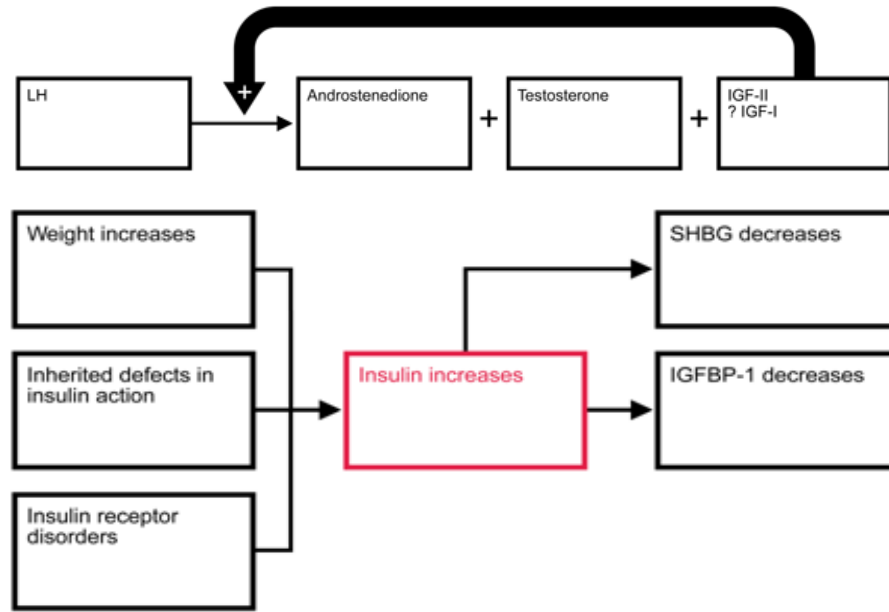 +
LH
Androstenedione
+
Testosterone
+
IGF-II
? IGF-I
Weight increases
SHBG decreases
Inherited defects in
insulin action
Insulin increases
IGFBP-1 decreases
Insulin receptor
disorders